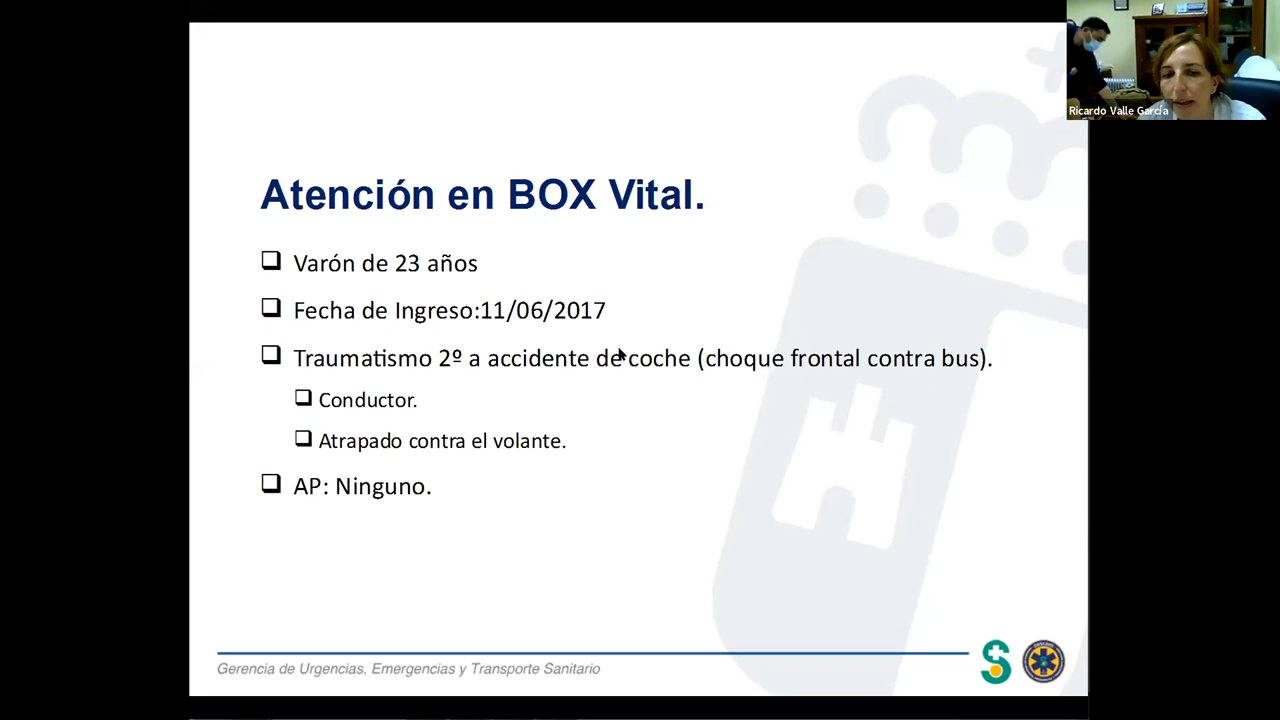 Ricardo Valle García
Atención en BOX Vital.
Varón de 23 años
Fecha de Ingreso:11/06/2017
Traumatismo 2º a accidente de coche (choque frontal contra bus).
Conductor.
Atrapado contra el volante.
AP: Ninguno.
Gerencia de Urgencias, Emergencias y Transporte Sanitario